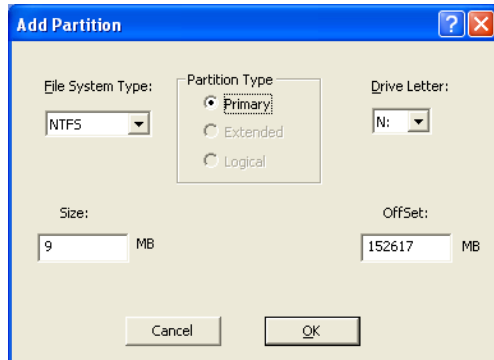 Add Partition
File System Type:
Partition Type
Drive Letter:
Primary
NTFS
N:
Extended
Logical
Size:
OffSet:
9 MB
152617 MB
Cancel
OK